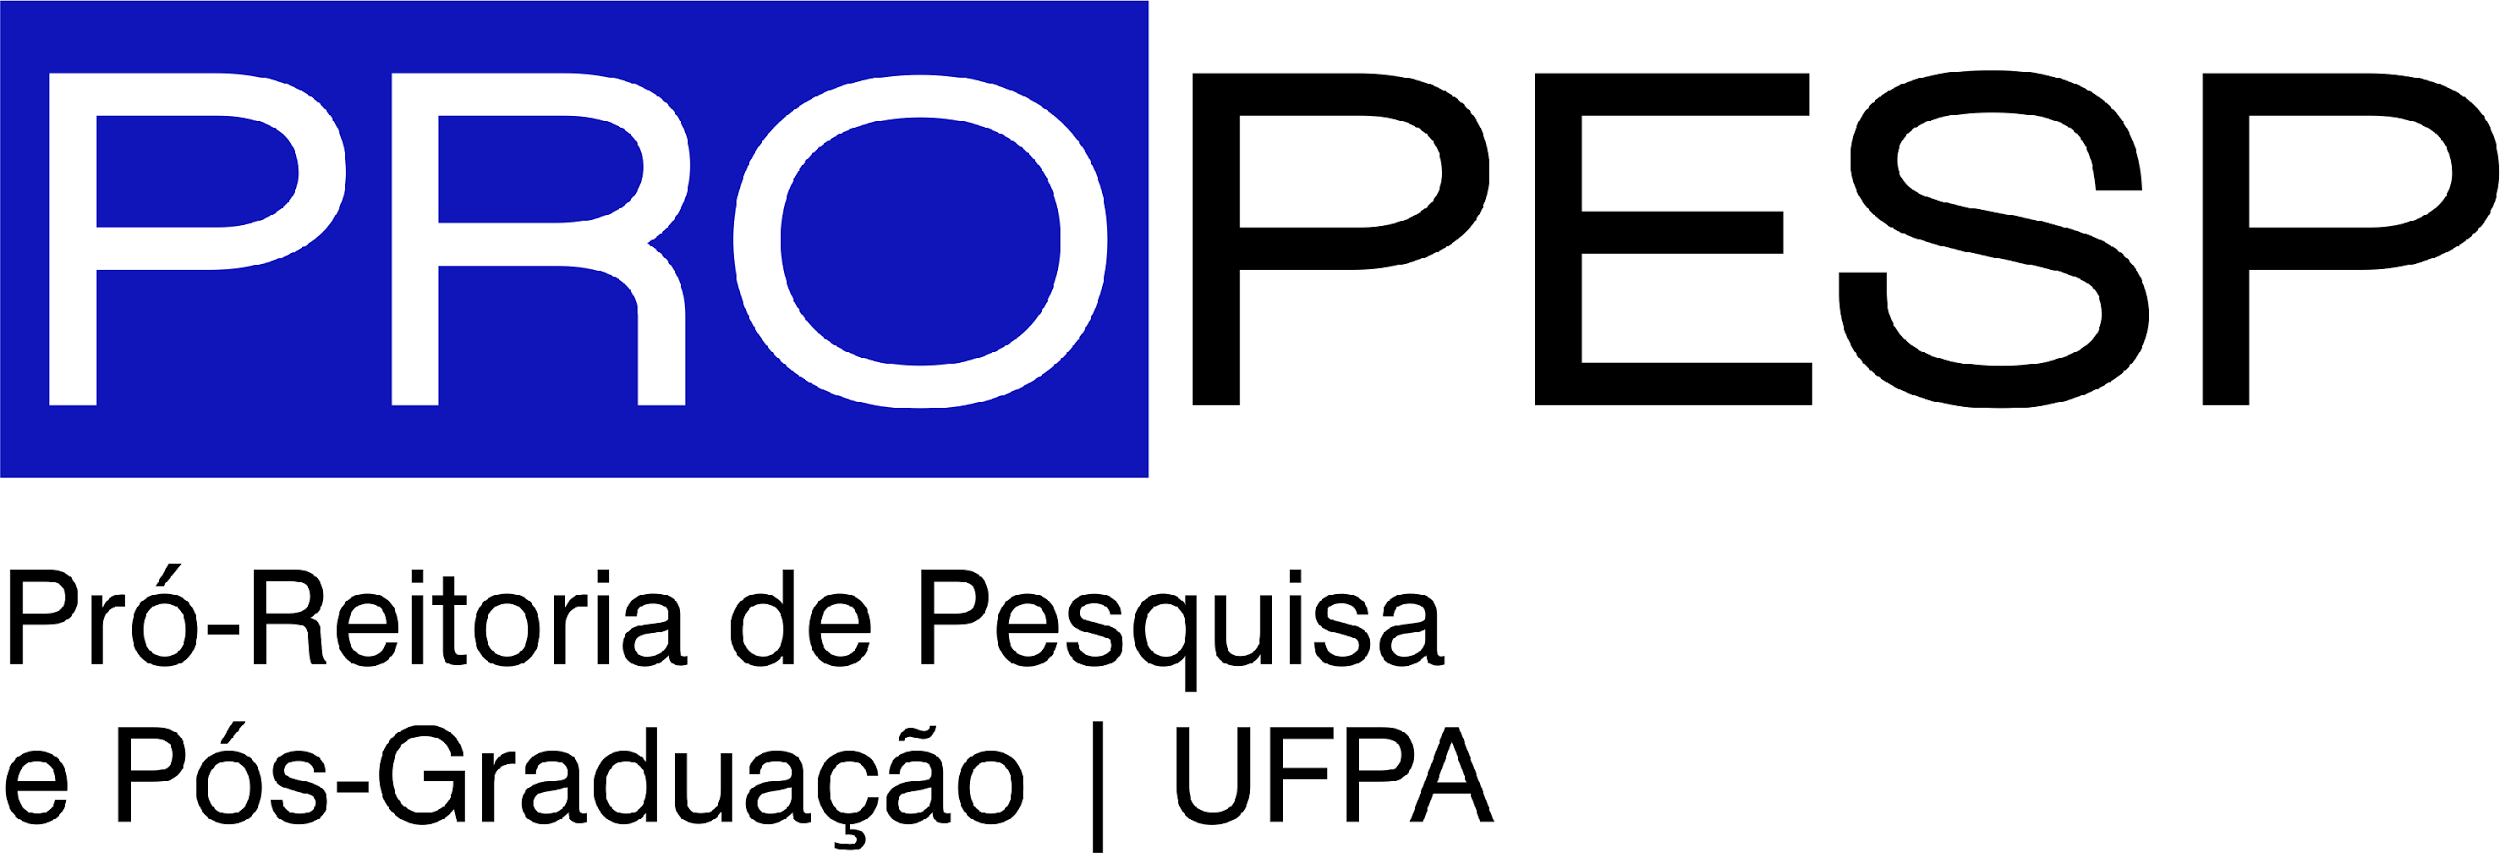 PROPESP
Pró-Reitoria de Pesquisa
e Pós-Graduação | UFPA